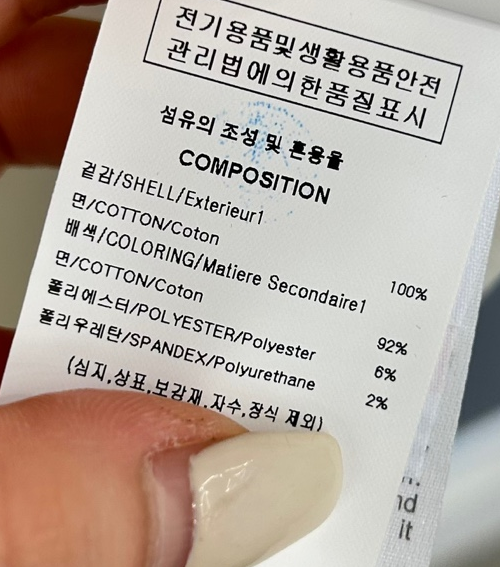 전기용품및생활용품안전
관리법에의한품질표시
섬유의 조성 및 혼용율
COMPOSITION
겉감/SHELL/Exterieur1
면/COTTON/Coton 100%
배색/COLORING/Matiere Secondaire1
면/COTTON/Coton 92%
폴리에스터/POLYESTER/Polyester 6%
폴리우레탄/SPANDEX/Polyurethane 2%
(심지,상표,보강재,자수,장식 제외)
it